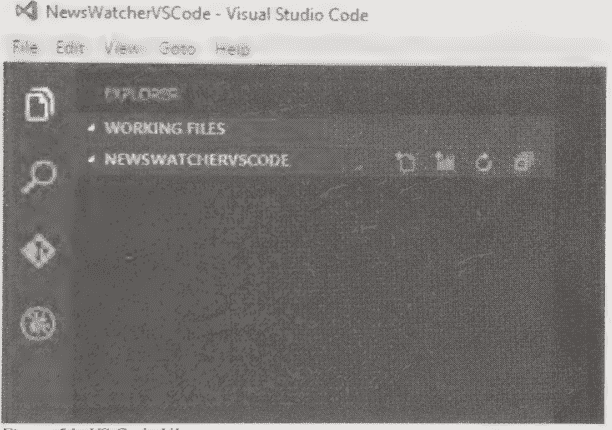 NewsWatcherVSCode - Visual Studio Code
File Edit View Goto Help
EXPLORER
WORKING FILES
NEWSWATCHERVSCODE